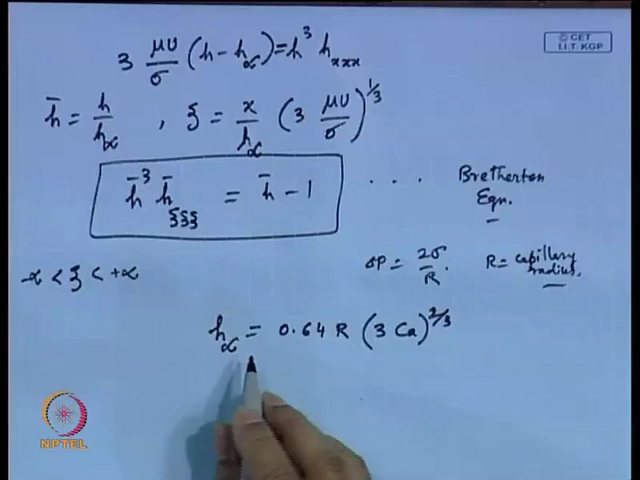 3 μU/σ (h - h∞) = h³ hxxx
© CET
I.I.T. KGP
h̄ = h/h∞ , ξ = x/h∞ (3 μU/σ)^1/3
h̄³ h̄ξξξ = h̄ - 1 . . . Bretherton
Eqn.
-∞ < ξ < +∞
ΔP = 2σ/R . R = capillary
radius.
h∞ = 0.64 R (3 Ca)^2/3
NPTEL